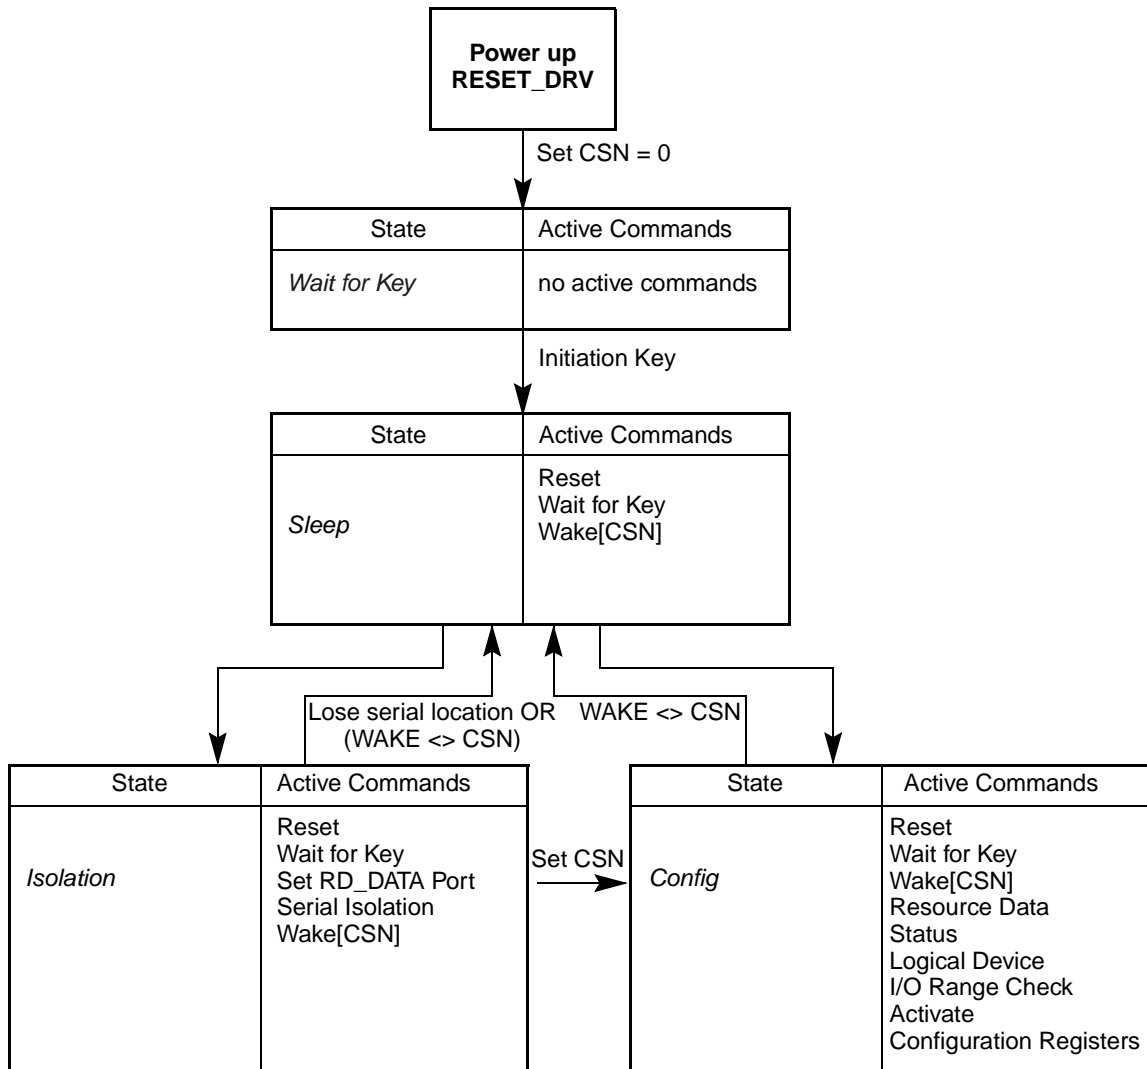 Power up
RESET_DRV
Set CSN = 0
State Active Commands
Wait for Key no active commands
Initiation Key
State Active Commands
Reset
Wait for Key
Sleep Wake[CSN]
Lose serial location OR WAKE <> CSN
(WAKE <> CSN)
State Active Commands
Isolation
Reset
Wait for Key
Set RD_DATA Port
Serial Isolation
Wake[CSN]
Set CSN
State Active Commands
Config
Reset
Wait for Key
Wake[CSN]
Resource Data
Status
Logical Device
I/O Range Check
Activate
Configuration Registers